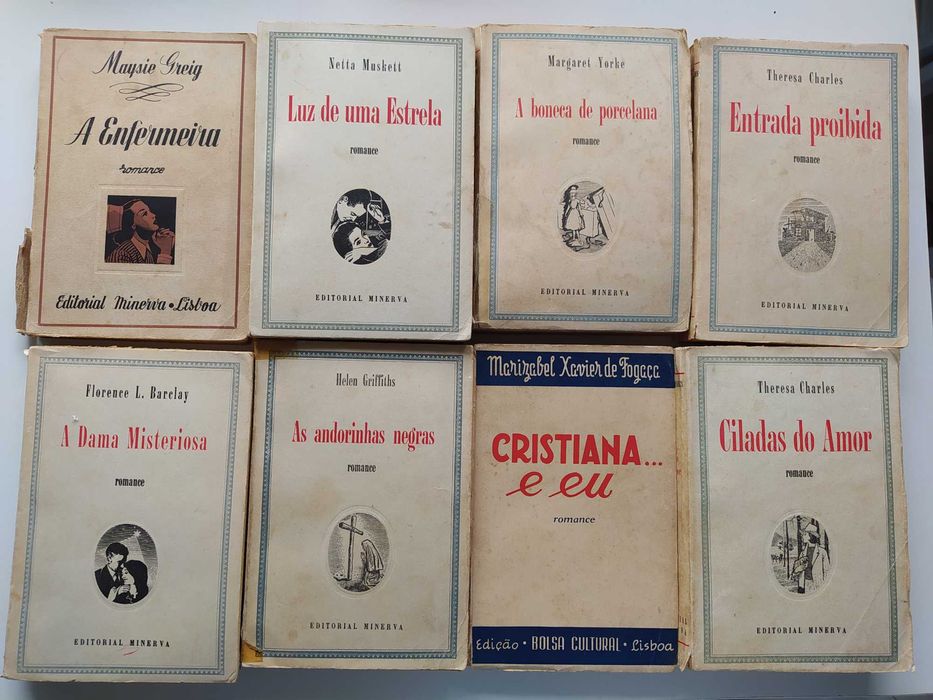 Maysie Greig
A Enfermeira
romance
Editorial Minerva • Lisboa
Netta Muskett
Luz de uma Estrela
romance
EDITORIAL MINERVA
Margaret Yorke
A boneca de porcelana
romance
EDITORIAL MINERVA
Theresa Charles
Entrada proibida
romance
EDITORIAL MINERVA
Florence L. Barclay
A Dama Misteriosa
romance
EDITORIAL MINERVA
Helen Griffiths
As andorinhas negras
romance
EDITORIAL MINERVA
Marizabel Xavier de Fogaça
CRISTIANA...
e eu
romance
Edição • BOLSA CULTURAL • Lisboa
Theresa Charles
Ciladas do Amor
romance
EDITORIAL MINERVA